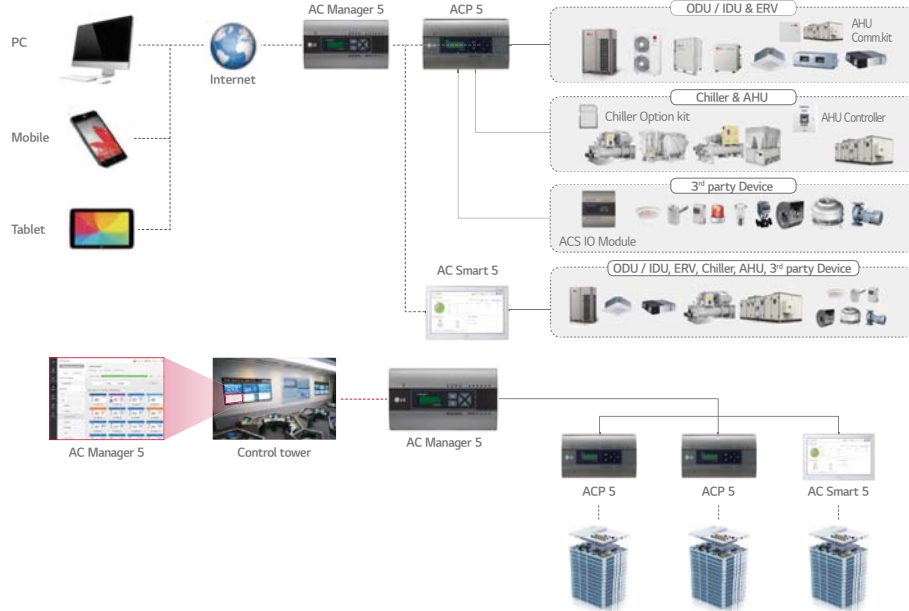 AC Manager 5
ACP 5
ODU / IDU & ERV
AHU
Comm.kit
PC
Internet
Chiller & AHU
Chiller Option kit
AHU Controller
Mobile
3rd party Device
ACS IO Module
Tablet
AC Smart 5
ODU / IDU, ERV, Chiller, AHU, 3rd party Device
LG
AC Manager 5
Control tower
AC Manager 5
ACP 5
ACP 5
AC Smart 5